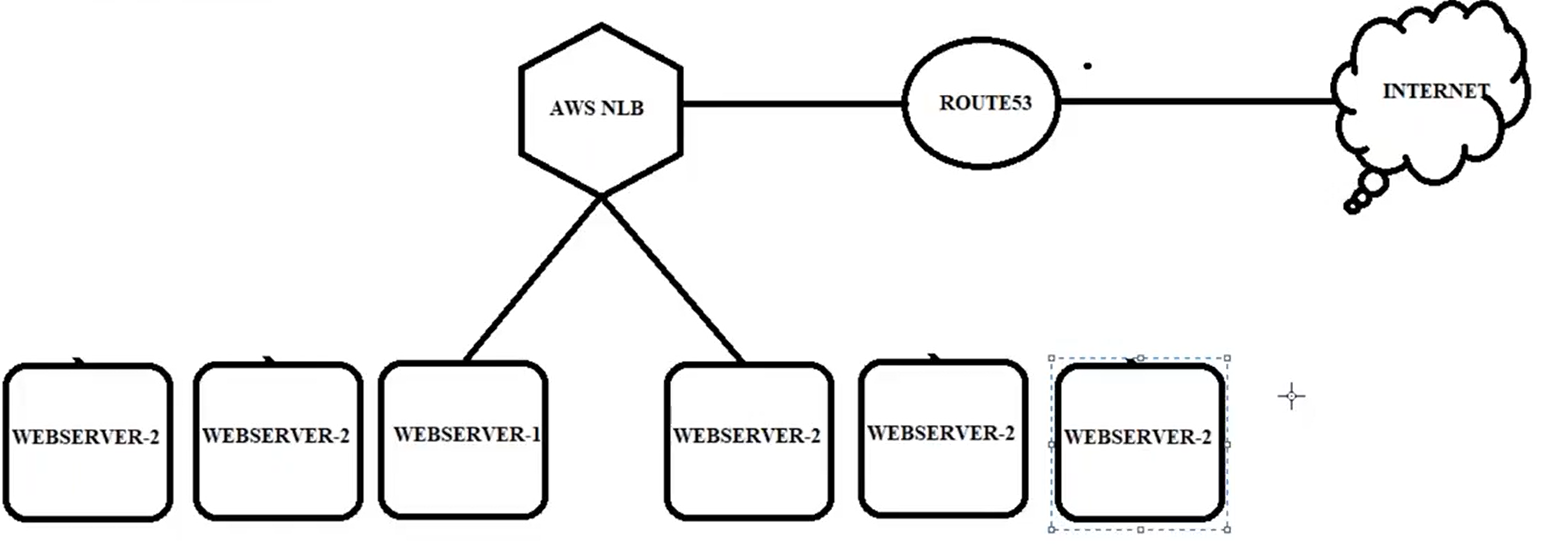 AWS NLB
ROUTE53
INTERNET
WEBSERVER-2
WEBSERVER-2
WEBSERVER-1
WEBSERVER-2
WEBSERVER-2
WEBSERVER-2